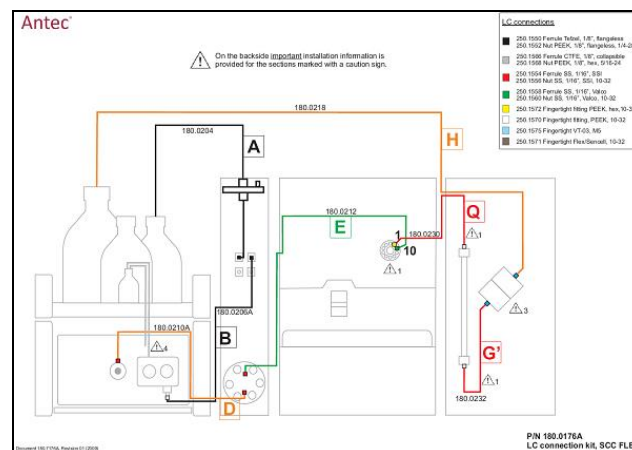 Antec
On the backside important installation information is
provided for the sections marked with a caution sign.
LC connections
250.1550 Ferrule Tefzel, 1/8", flangeless
250.1552 Nut PEEK, 1/8", flangeless, 1/4-2
250.1566 Ferrule CTFE, 1/8", collapsible
250.1568 Nut PEEK, 1/8", hex, 5/16-24
250.1554 Ferrule SS, 1/16", SSI
250.1556 Nut SS, 1/16", SSI, 10-32
250.1558 Ferrule SS, 1/16", Valco
250.1560 Nut SS, 1/16", Valco, 10-32
250.1572 Fingertight fitting PEEK, hex, 10-3
250.1570 Fingertight fitting, PEEK, 10-32
250.1575 Fingertight VT-03, M5
250.1571 Fingertight Flex/Sencell, 10-32
180.0218
180.0204
A
H
180.0212
E
1
180.0230
10
1
Q
1
3
180.0206A
180.0210A
B
4
D
G'
1
180.0232
P/N 180.0176A
LC connection kit, SCC FLE